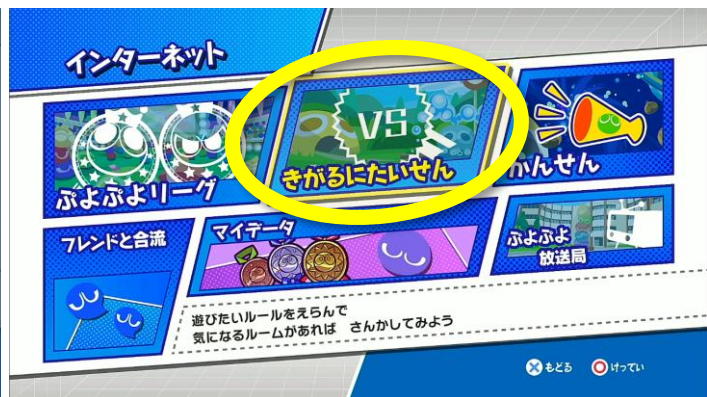 インターネット
ぷよぷよリーグ
VS
きがるにたいせん
かんせん
フレンドと合流
マイデータ
ぷよぷよ
放送局
遊びたいルールをえらんで
気になるルームがあれば さんかしてみよう
もどる
けってい